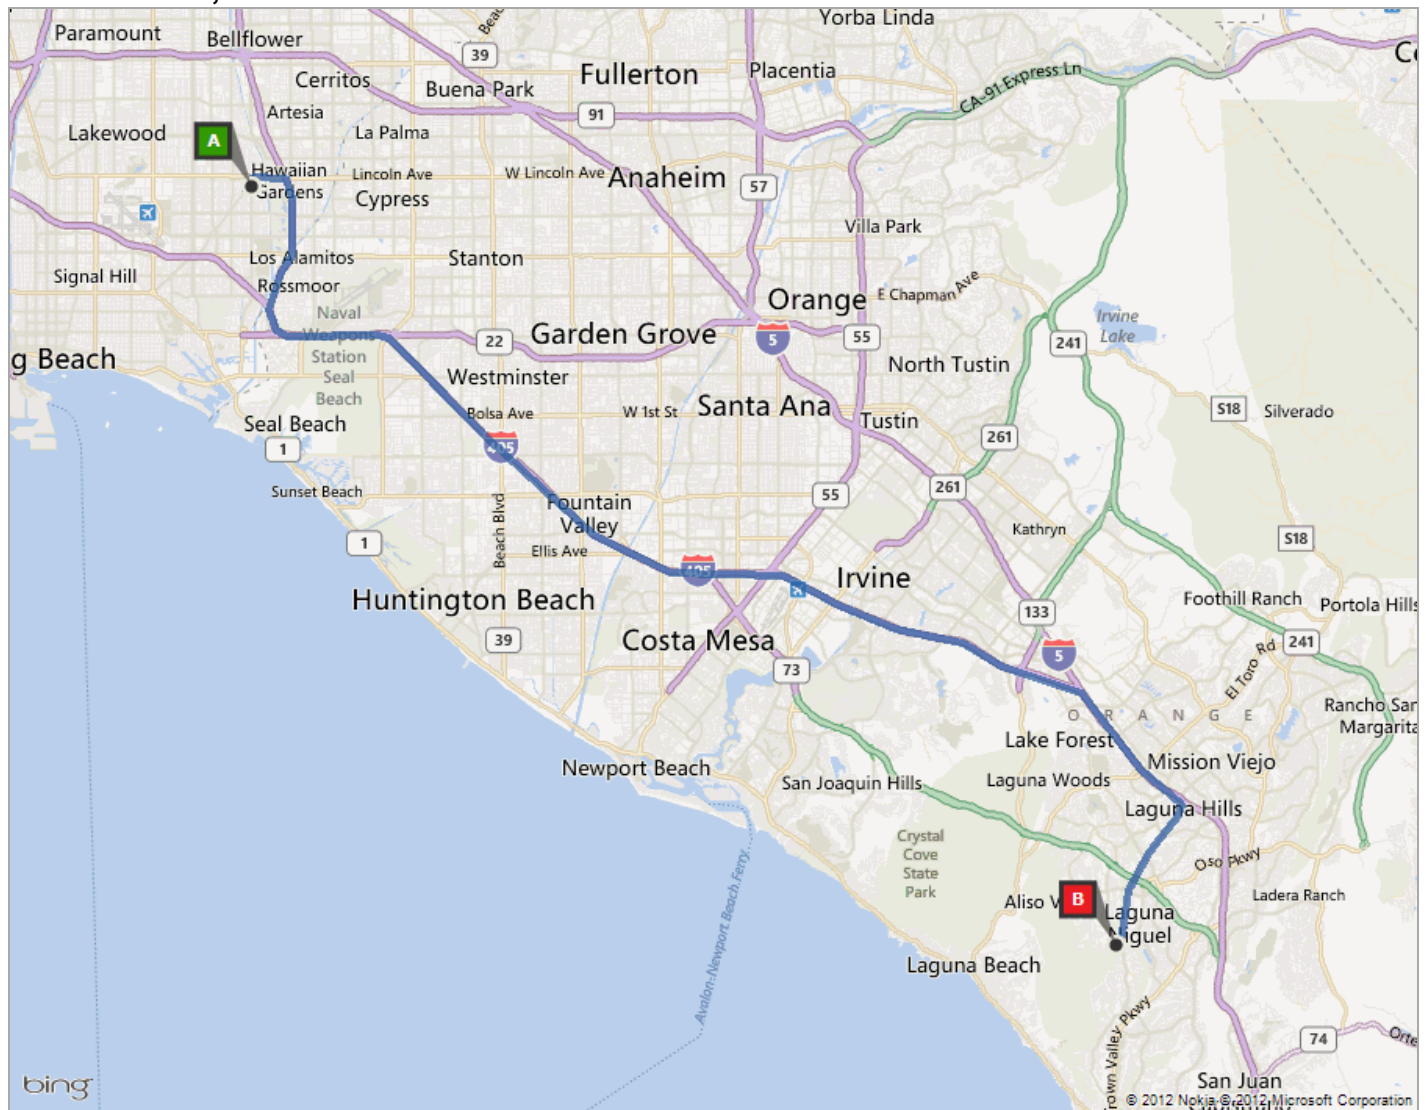 Yorba Linda
Paramount
Bellflower
39
Fullerton
Placentia
Cerritos
Buena Park
CA-91 Express Ln
Artesia
91
Lakewood
A
La Palma
Hawaiian
Gardens
Lincoln Ave
W Lincoln Ave
Anaheim
57
Cypress
Villa Park
Los Alamitos
Stanton
Signal Hill
Rossmoor
E Chapman Ave
Orange
Naval
Weapons
Station
Seal
Beach
Irvine
Lake
22
Garden Grove
5
55
241
g Beach
North Tustin
Westminster
Santa Ana
Bolsa Ave
W 1st St
S18
Silverado
Seal Beach
Tustin
1
405
261
Sunset Beach
261
55
Fountain
Valley
Beach Blvd
Kathryn
S18
1
Ellis Ave
405
Irvine
Huntington Beach
Foothill Ranch
Portola Hills
133
39
Costa Mesa
241
5
El Toro Rd
73
ORANGE
Rancho San
Margarita
Lake Forest
Newport Beach
Mission Viejo
San Joaquin Hills
Laguna Woods
Laguna Hills
Crystal
Cove
State
Park
Oso Pkwy
Avalon-Newport Beach Ferry
Aliso V
B
Laguna
Niguel
Ladera Ranch
Laguna Beach
rown Valley Pkwy
74
Orte
bing
San Juan
© 2012 Nokia © 2012 Microsoft Corporation